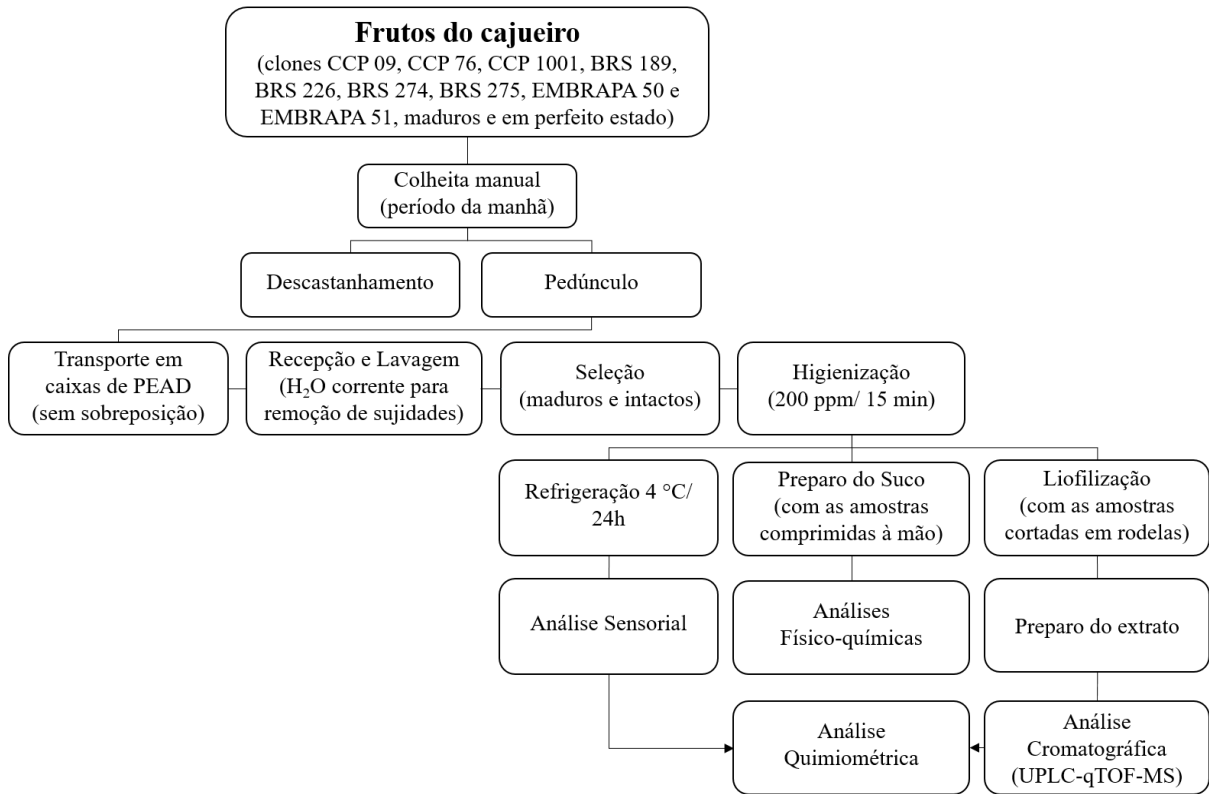 Frutos do cajueiro
(clones CCP 09, CCP 76, CCP 1001, BRS 189,
BRS 226, BRS 274, BRS 275, EMBRAPA 50 e
EMBRAPA 51, maduros e em perfeito estado)
Colheita manual
(período da manhã)
Descastanhamento
Pedúnculo
Transporte em
caixas de PEAD
(sem sobreposição)
Recepção e Lavagem
(H₂O corrente para
remoção de sujidades)
Seleção
(maduros e intactos)
Higienização
(200 ppm/ 15 min)
Refrigeração 4 °C/
24h
Preparo do Suco
(com as amostras
comprimidas à mão)
Liofilização
(com as amostras
cortadas em rodelas)
Análise Sensorial
Análises
Físico-químicas
Preparo do extrato
Análise
Quimiométrica
Análise
Cromatográfica
(UPLC-qTOF-MS)